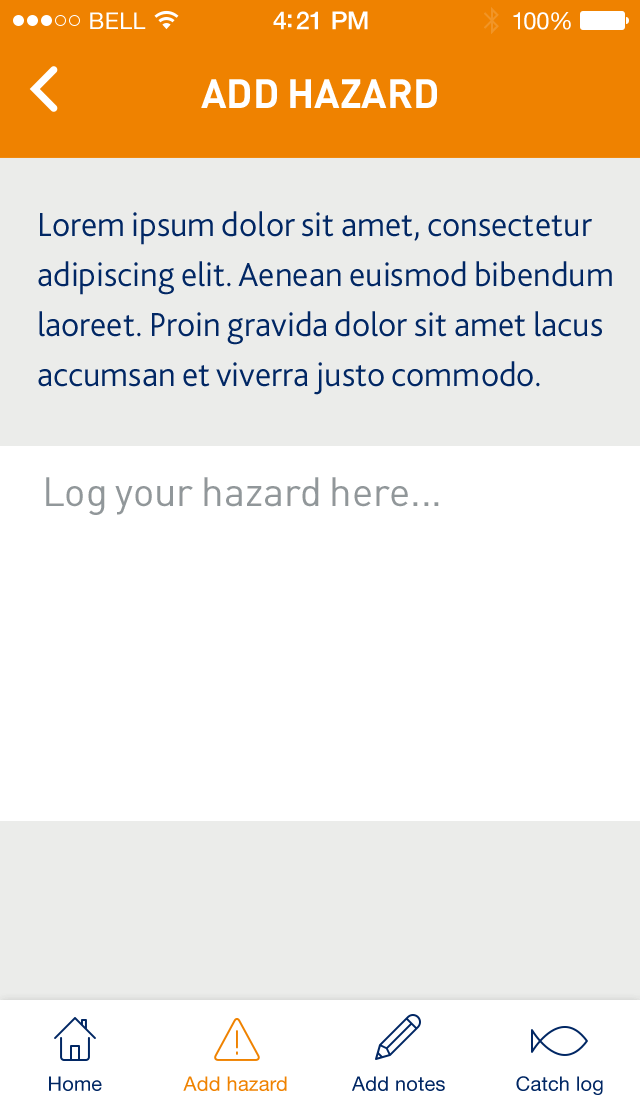 BELL 4:21 PM 100%
ADD HAZARD
Lorem ipsum dolor sit amet, consectetur
adipiscing elit. Aenean euismod bibendum
laoreet. Proin gravida dolor sit amet lacus
accumsan et viverra justo commodo.
Log your hazard here...
Home Add hazard Add notes Catch log